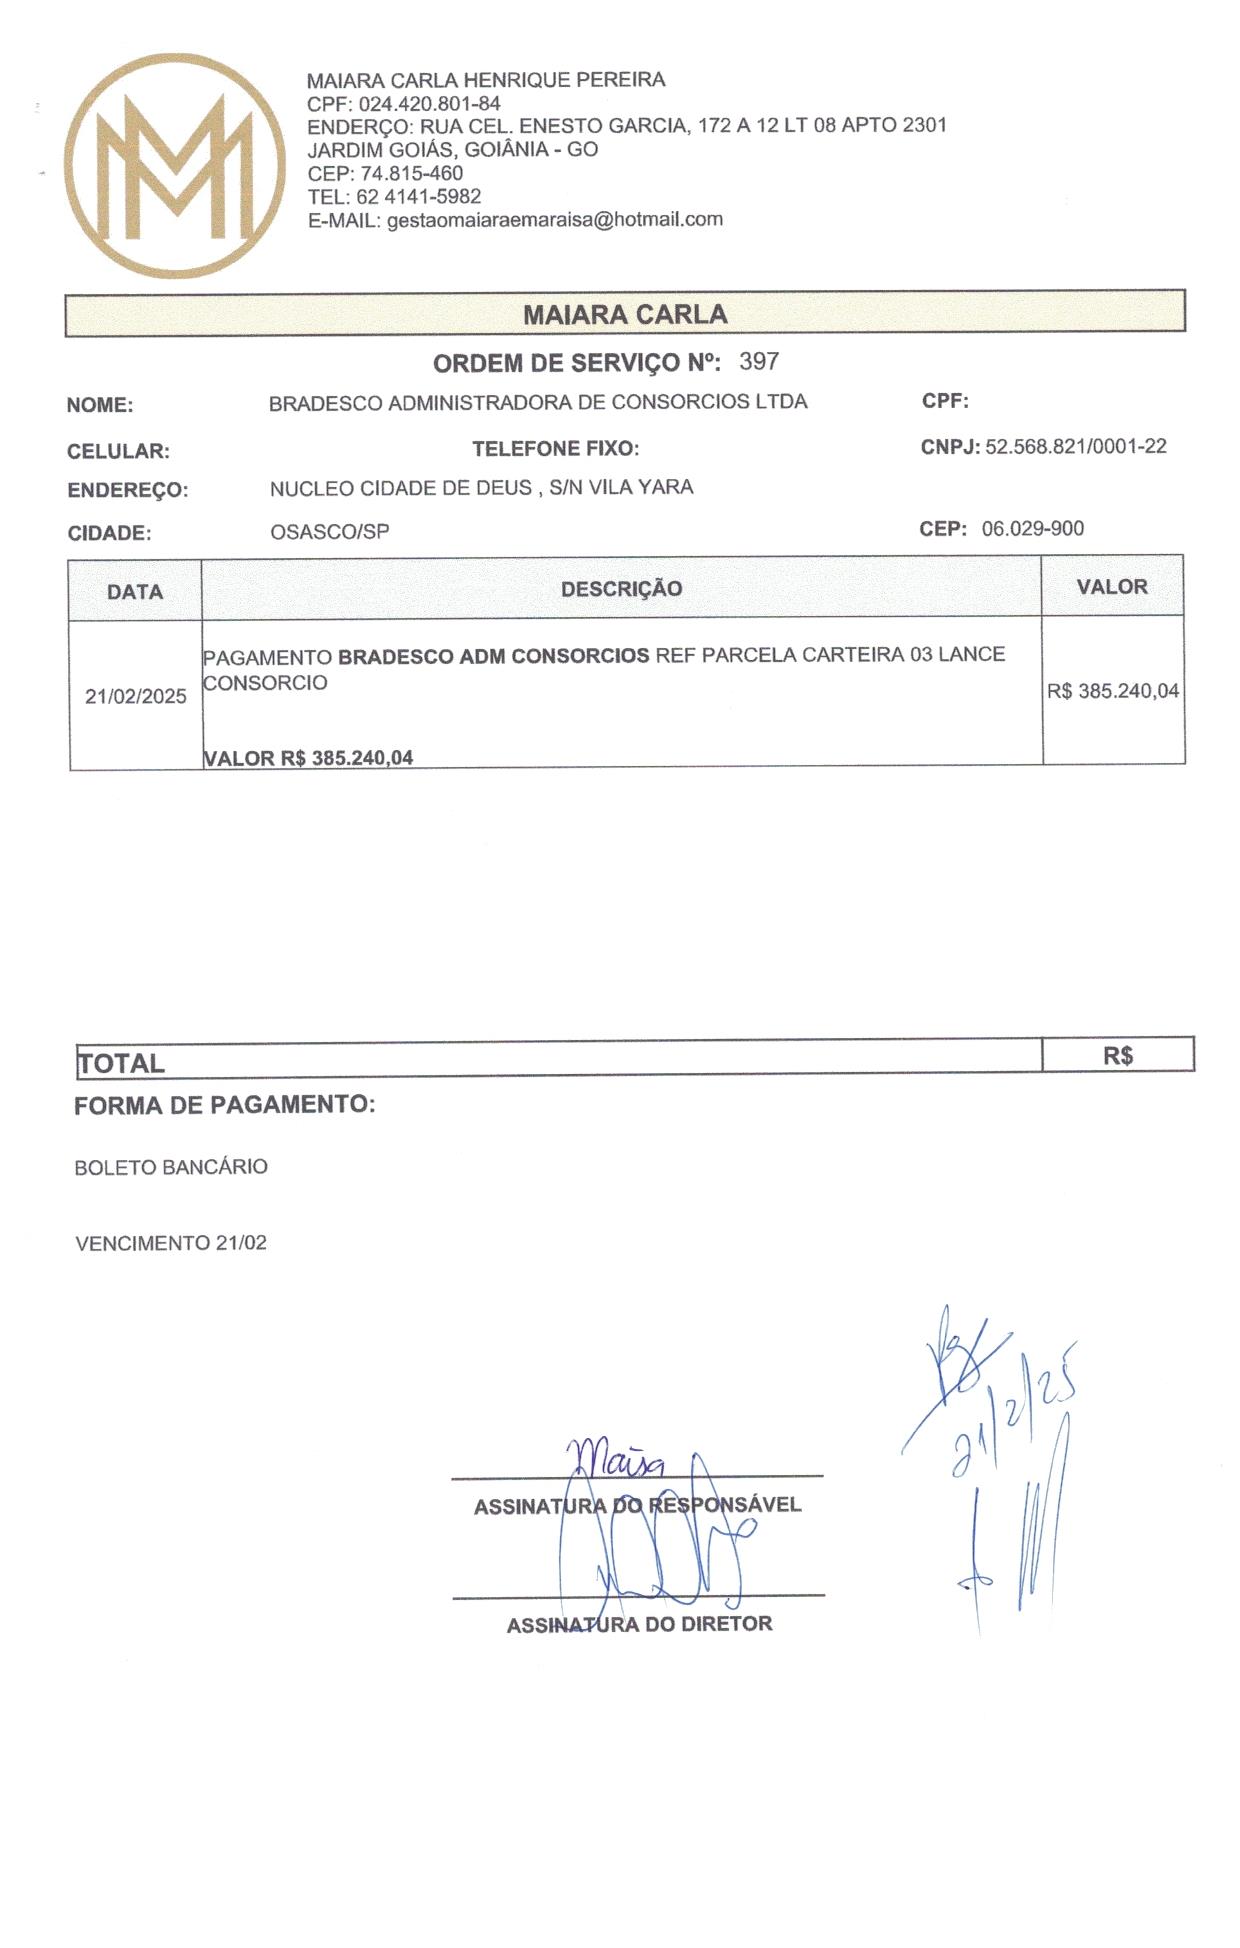 MAIARA CARLA HENRIQUE PEREIRA
CPF: 024.420.801-84
ENDERÇO: RUA CEL. ENESTO GARCIA, 172 A 12 LT 08 APTO 2301
JARDIM GOIÁS, GOIÂNIA - GO
CEP: 74.815-460
TEL: 62 4141-5982
E-MAIL: gestaomaiaraemaraisa@hotmail.com
MAIARA CARLA
ORDEM DE SERVIÇO Nº: 397
NOME: BRADESCO ADMINISTRADORA DE CONSORCIOS LTDA CPF:
CELULAR: TELEFONE FIXO: CNPJ: 52.568.821/0001-22
ENDEREÇO: NUCLEO CIDADE DE DEUS , S/N VILA YARA
CIDADE: OSASCO/SP CEP: 06.029-900
DATA DESCRIÇÃO VALOR
PAGAMENTO BRADESCO ADM CONSORCIOS REF PARCELA CARTEIRA 03 LANCE
CONSORCIO
21/02/2025 R$ 385.240,04
VALOR R$ 385.240,04
TOTAL R$
FORMA DE PAGAMENTO:
BOLETO BANCÁRIO
VENCIMENTO 21/02
21/2/25
Maisa
ASSINATURA DO RESPONSÁVEL
ASSINATURA DO DIRETOR